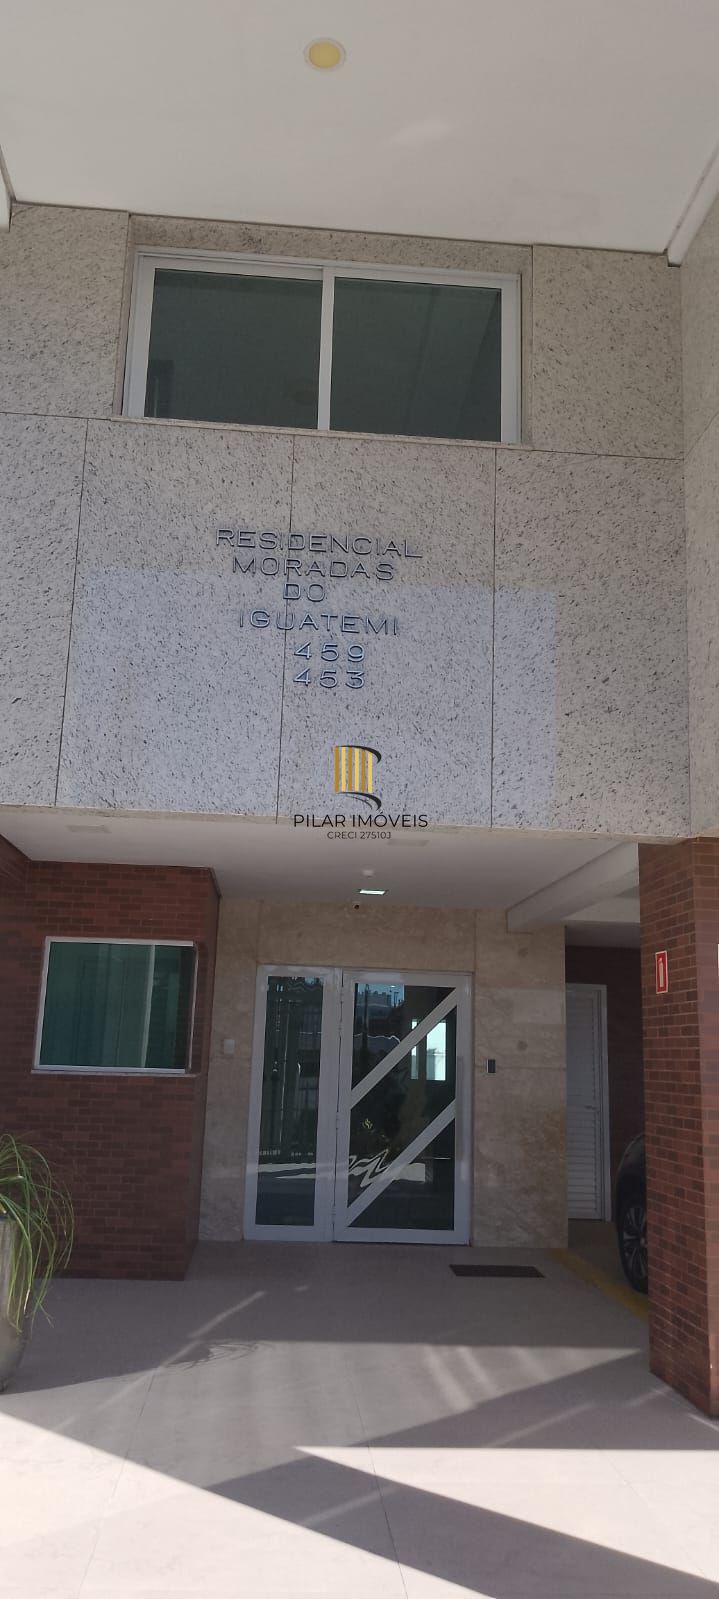 RESIDENCIAL
MORADAS
DO
IGUATEMI
459
453
PILAR IMÓVEIS
CRECI 27510J